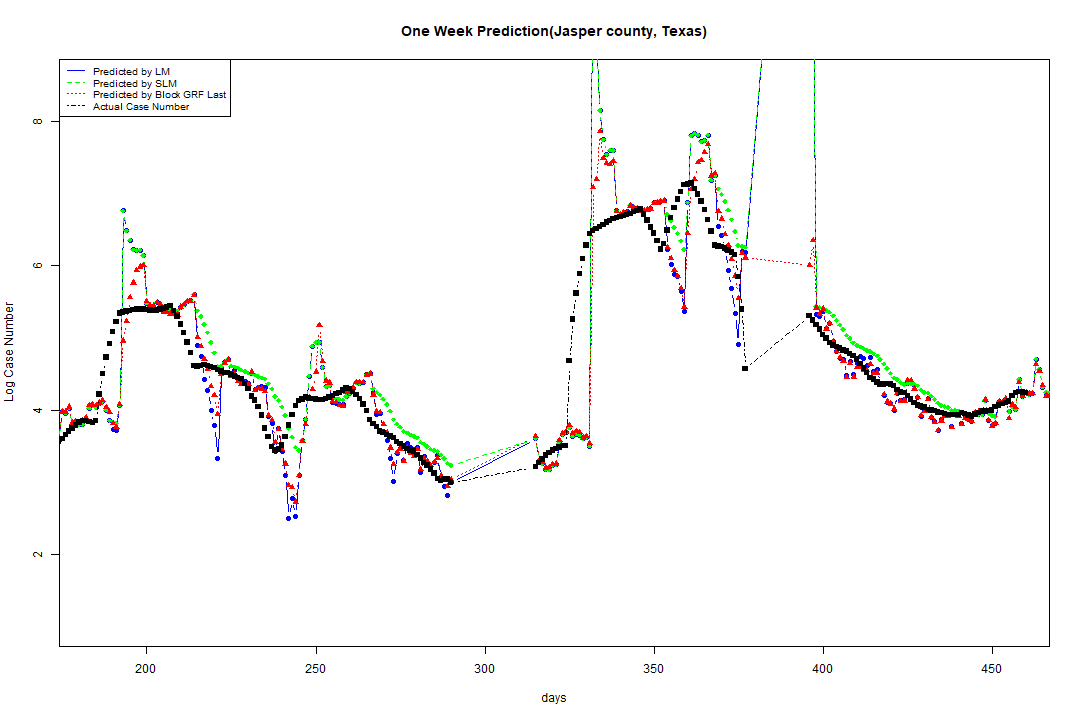 One Week Prediction(Jasper county, Texas)
Predicted by LM
Predicted by SLM
Predicted by Block GRF Last
Actual Case Number
Log Case Number
8
6
4
2
200 250 300 350 400 450
days